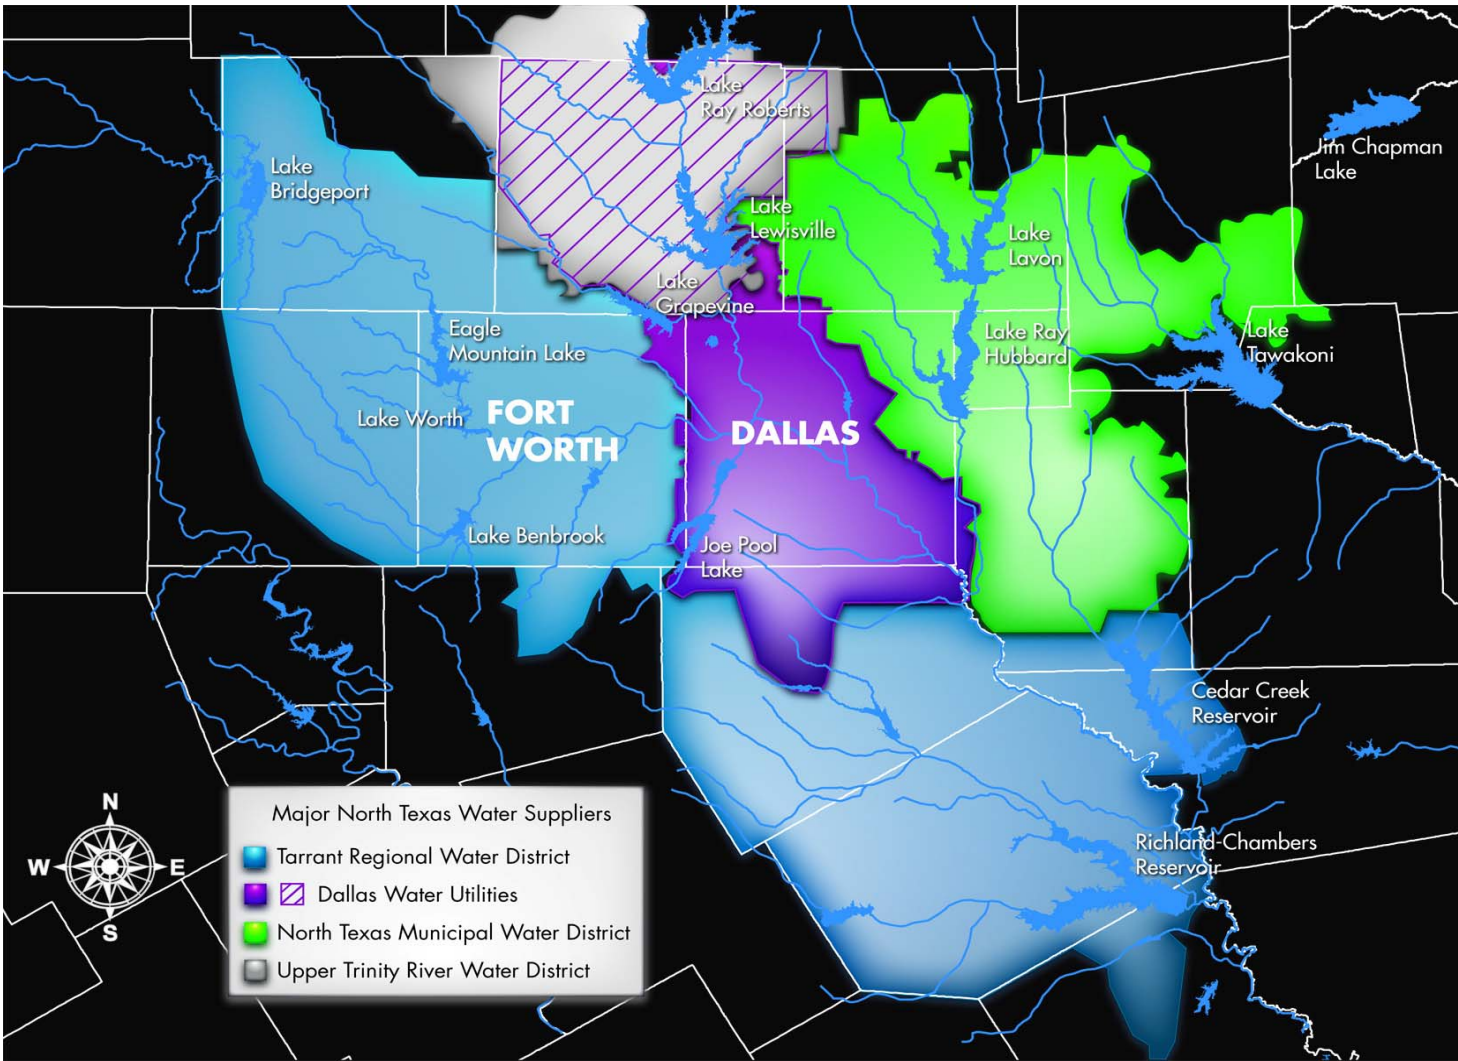 Lake
Ray Roberts
Jim Chapman
Lake
Lake
Bridgeport
Lake
Lewisville
Lake
Lavon
Lake
Grapevine
Eagle
Mountain Lake
Lake Ray
Hubbard
Lake
Tawakoni
Lake Worth
FORT
WORTH
DALLAS
Lake Benbrook
Joe Pool
Lake
Cedar Creek
Reservoir
Richland-Chambers
Reservoir
N
W
E
S
Major North Texas Water Suppliers
Tarrant Regional Water District
Dallas Water Utilities
North Texas Municipal Water District
Upper Trinity River Water District